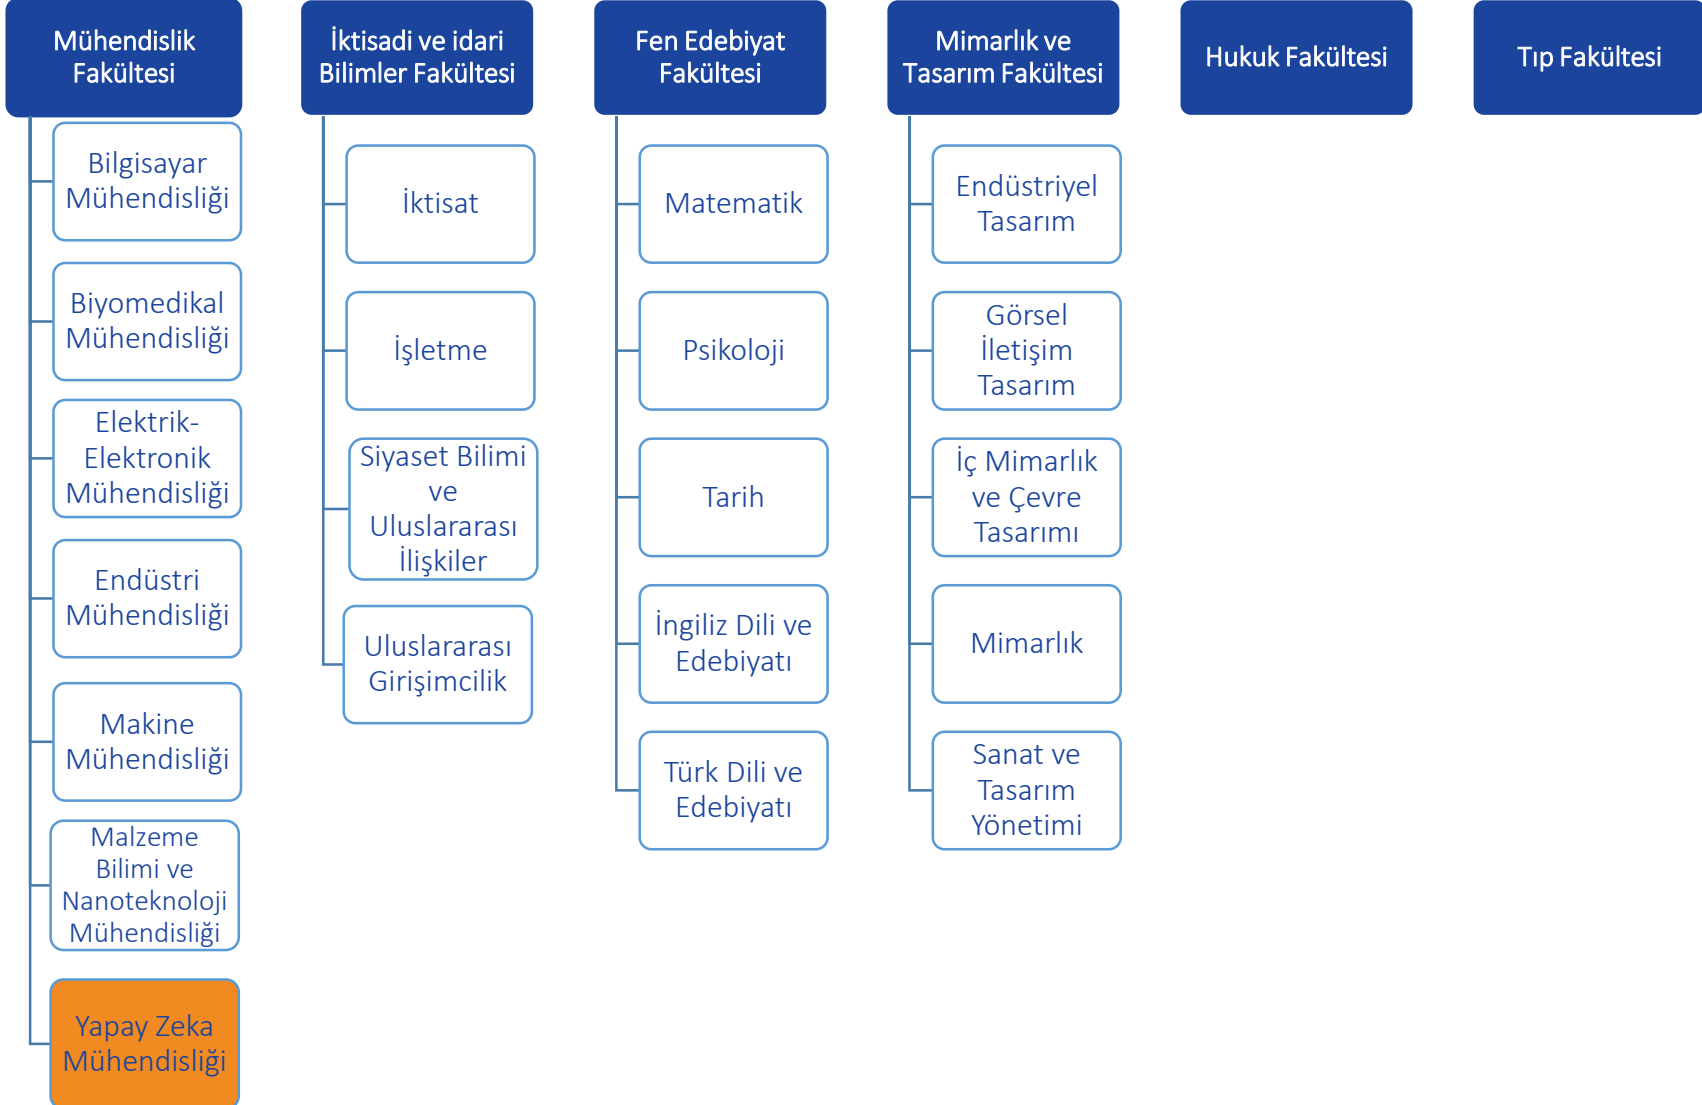 Mühendislik
Fakültesi
Bilgisayar
Mühendisliği
Biyomedikal
Mühendisliği
Elektrik-
Elektronik
Mühendisliği
Endüstri
Mühendisliği
Makine
Mühendisliği
Malzeme
Bilimi ve
Nanoteknoloji
Mühendisliği
Yapay Zeka
Mühendisliği
İktisadi ve idari
Bilimler Fakültesi
İktisat
İşletme
Siyaset Bilimi
ve
Uluslararası
İlişkiler
Uluslararası
Girişimcilik
Fen Edebiyat
Fakültesi
Matematik
Psikoloji
Tarih
İngiliz Dili ve
Edebiyatı
Türk Dili ve
Edebiyatı
Mimarlık ve
Tasarım Fakültesi
Endüstriyel
Tasarım
Görsel
İletişim
Tasarım
İç Mimarlık
ve Çevre
Tasarımı
Mimarlık
Sanat ve
Tasarım
Yönetimi
Hukuk Fakültesi
Tıp Fakültesi